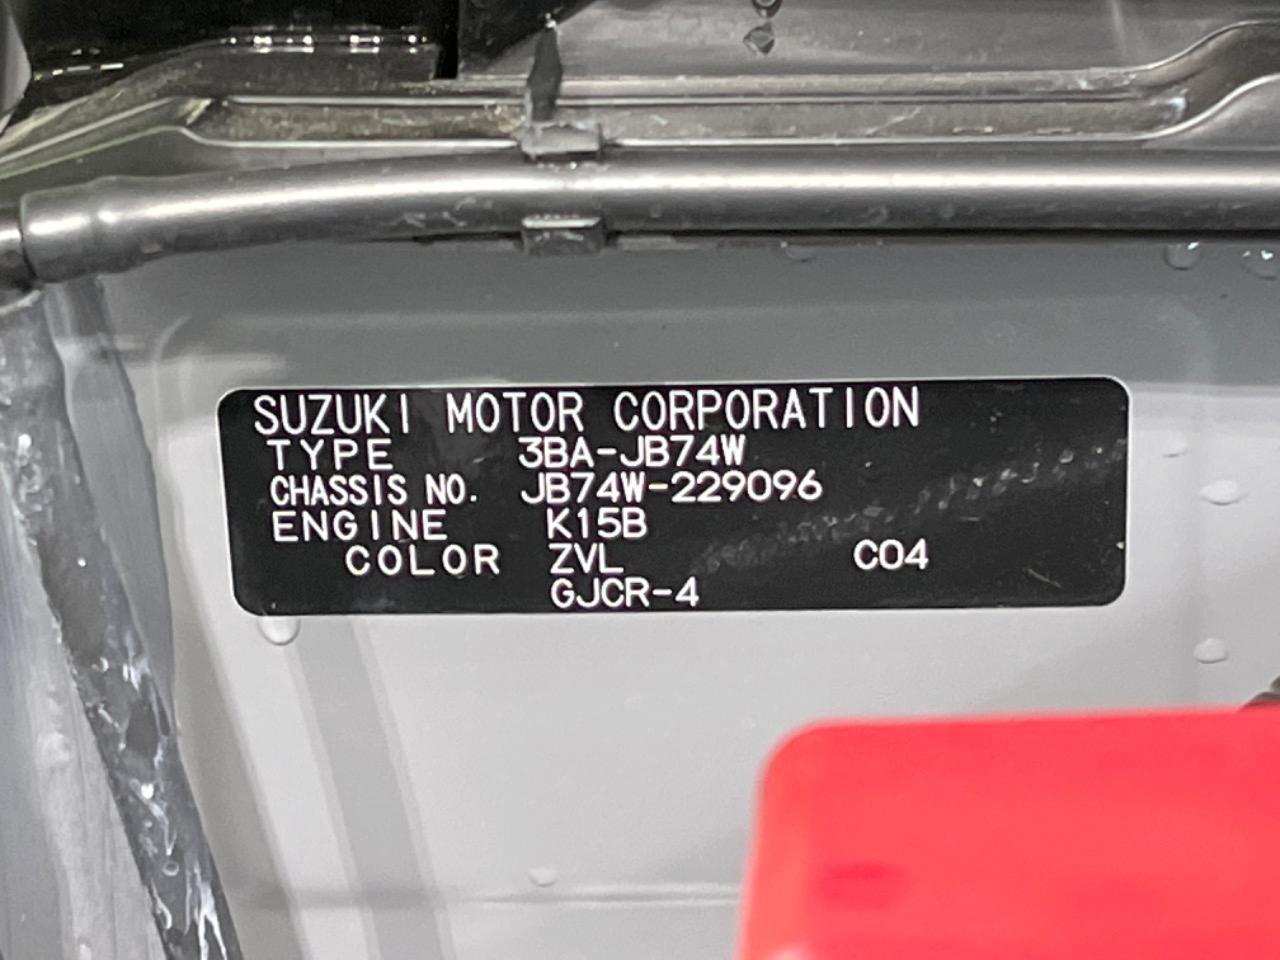 SUZUKI MOTOR CORPORATION
TYPE 3BA-JB74W
CHASSIS NO. JB74W-229096
ENGINE K15B
COLOR ZVL C04
GJCR-4